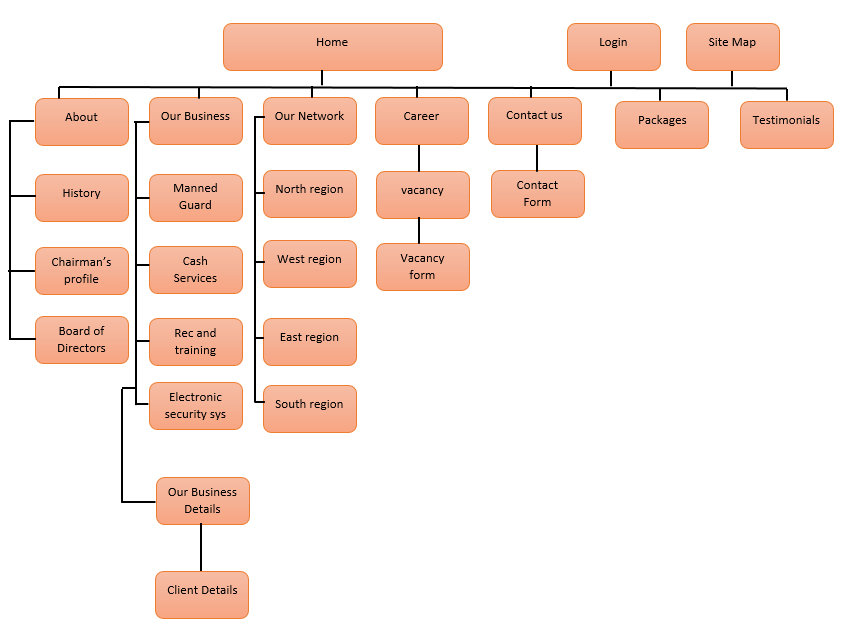 Home
Login
Site Map
About
Our Business
Our Network
Career
Contact us
Packages
Testimonials
History
Manned
Guard
North region
vacancy
Contact
Form
Chairman's
profile
Cash
Services
West region
Vacancy
form
Board of
Directors
Rec and
training
East region
Electronic
security sys
South region
Our Business
Details
Client Details